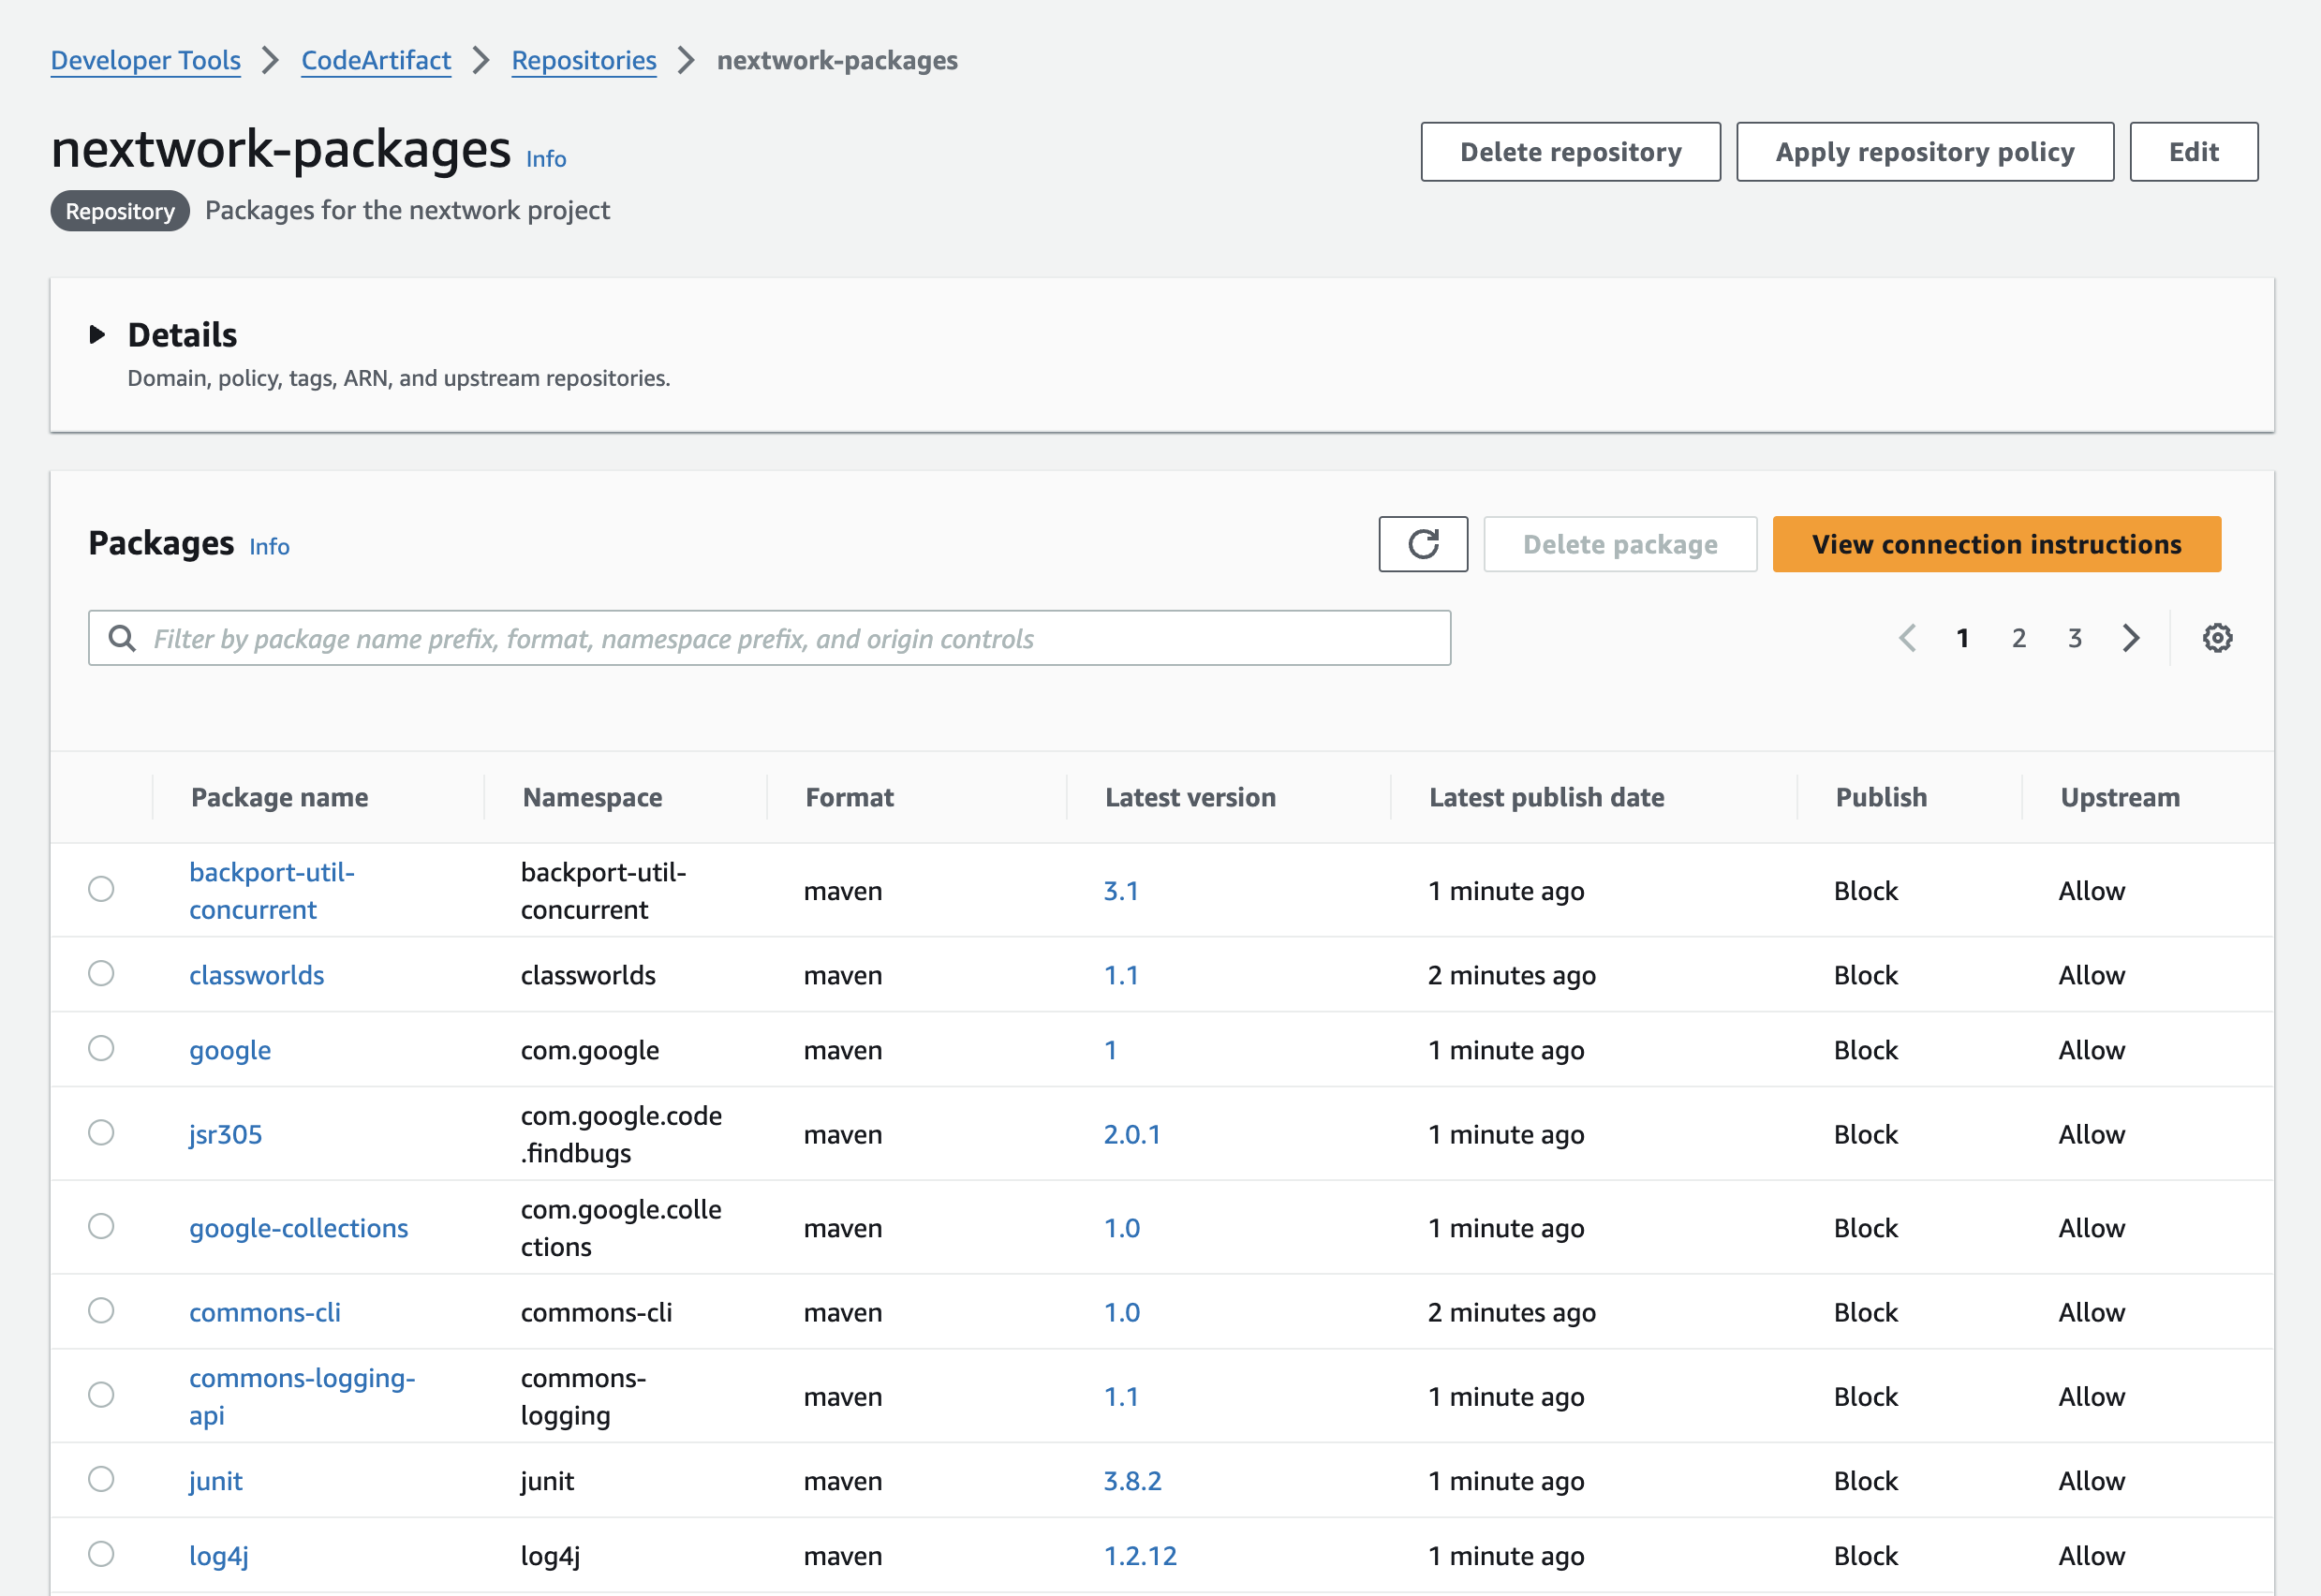 Developer Tools > CodeArtifact > Repositories > nextwork-packages
nextwork-packages Info
Delete repository
Apply repository policy
Edit
Repository Packages for the nextwork project
Details
Domain, policy, tags, ARN, and upstream repositories.
Packages Info
Delete package
View connection instructions
Filter by package name prefix, format, namespace prefix, and origin controls
1 2 3
Package name Namespace Format Latest version Latest publish date Publish Upstream
backport-util-
concurrent
backport-util-
concurrent
maven 3.1 1 minute ago Block Allow
classworlds classworlds maven 1.1 2 minutes ago Block Allow
google com.google maven 1 1 minute ago Block Allow
jsr305
com.google.code
.findbugs
maven 2.0.1 1 minute ago Block Allow
google-collections
com.google.colle
ctions
maven 1.0 1 minute ago Block Allow
commons-cli commons-cli maven 1.0 2 minutes ago Block Allow
commons-logging-
api
commons-
logging
maven 1.1 1 minute ago Block Allow
junit junit maven 3.8.2 1 minute ago Block Allow
log4j log4j maven 1.2.12 1 minute ago Block Allow